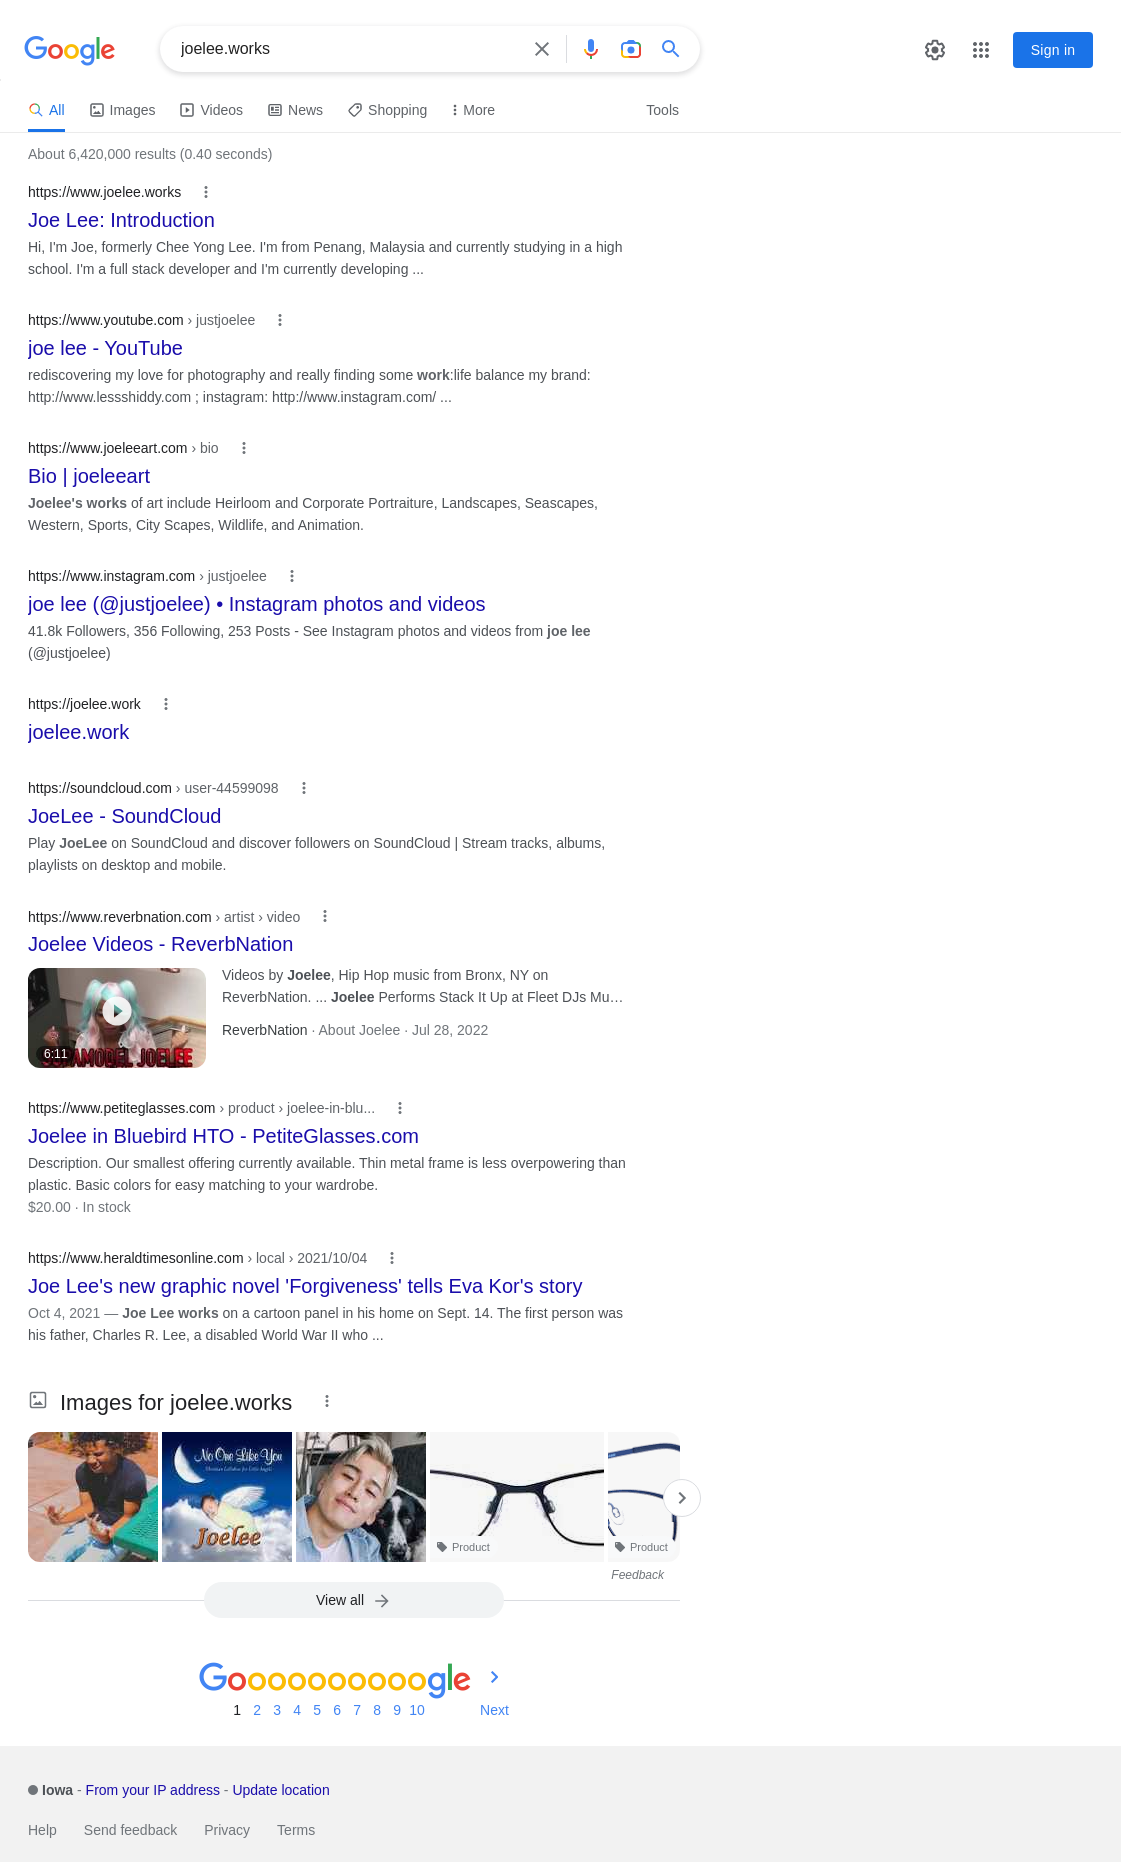 Google
joelee.works
Sign in
All Images Videos News Shopping More Tools
About 6,420,000 results (0.40 seconds)
https://www.joelee.works
Joe Lee: Introduction
Hi, I'm Joe, formerly Chee Yong Lee. I'm from Penang, Malaysia and currently studying in a high
school. I'm a full stack developer and I'm currently developing ...
https://www.youtube.com › justjoelee
joe lee - YouTube
rediscovering my love for photography and really finding some work:life balance my brand:
http://www.lessshiddy.com ; instagram: http://www.instagram.com/ ...
https://www.joeleeart.com › bio
Bio | joeleeart
Joelee's works of art include Heirloom and Corporate Portraiture, Landscapes, Seascapes,
Western, Sports, City Scapes, Wildlife, and Animation.
https://www.instagram.com › justjoelee
joe lee (@justjoelee) • Instagram photos and videos
41.8k Followers, 356 Following, 253 Posts - See Instagram photos and videos from joe lee
(@justjoelee)
https://joelee.work
joelee.work
https://soundcloud.com › user-44599098
JoeLee - SoundCloud
Play JoeLee on SoundCloud and discover followers on SoundCloud | Stream tracks, albums,
playlists on desktop and mobile.
https://www.reverbnation.com › artist › video
Joelee Videos - ReverbNation
Videos by Joelee, Hip Hop music from Bronx, NY on
ReverbNation. ... Joelee Performs Stack It Up at Fleet DJs Mu…
ReverbNation · About Joelee · Jul 28, 2022
6:11
JOELEE
https://www.petiteglasses.com › product › joelee-in-blu...
Joelee in Bluebird HTO - PetiteGlasses.com
Description. Our smallest offering currently available. Thin metal frame is less overpowering than
plastic. Basic colors for easy matching to your wardrobe.
$20.00 · In stock
https://www.heraldtimesonline.com › local › 2021/10/04
Joe Lee's new graphic novel 'Forgiveness' tells Eva Kor's story
Oct 4, 2021 — Joe Lee works on a cartoon panel in his home on Sept. 14. The first person was
his father, Charles R. Lee, a disabled World War II who ...
Images for joelee.works
No One Like You
Joelee
Product
Product
Feedback
View all
Goooooooooogle
1 2 3 4 5 6 7 8 9 10 Next
Iowa - From your IP address - Update location
Help Send feedback Privacy Terms